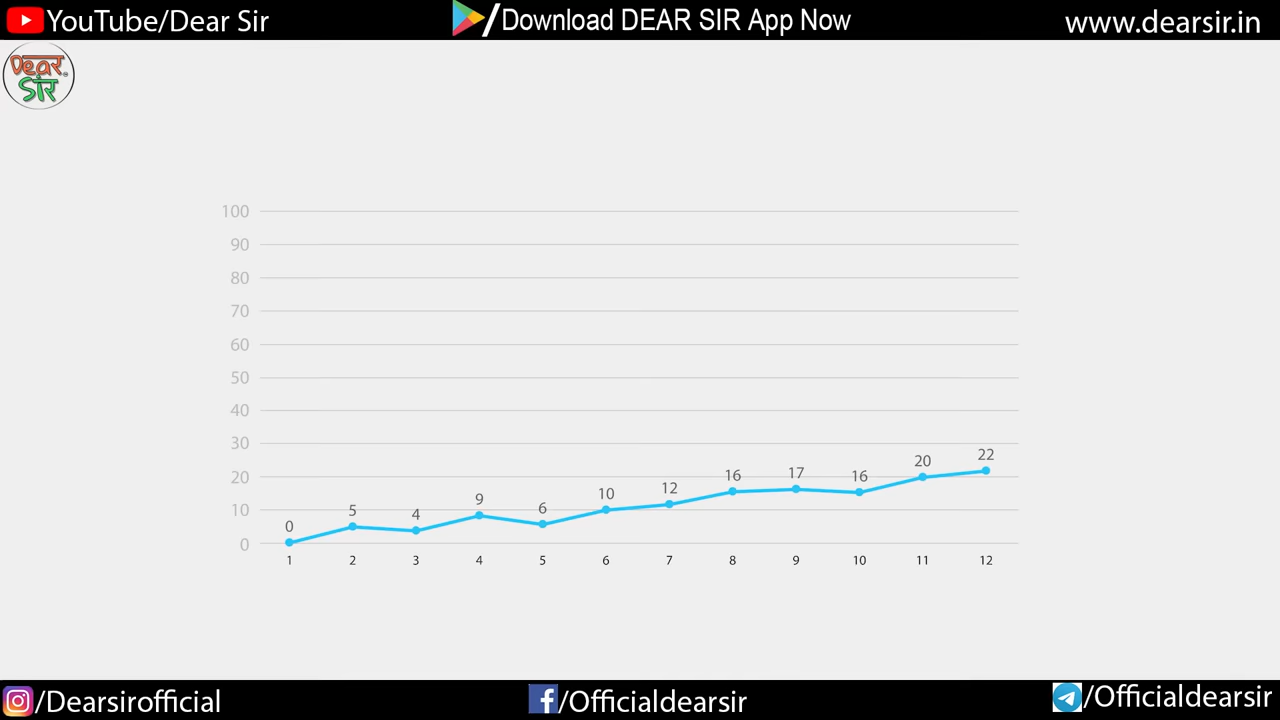 YouTube/Dear Sir
/Download DEAR SIR App Now
www.dearsir.in
Dear
Sir
100
90
80
70
60
50
40
30
20
10
0
0 5 4 9 6 10 12 16 17 16 20 22
1 2 3 4 5 6 7 8 9 10 11 12
/Dearsirofficial
/Officialdearsir
/Officialdearsir